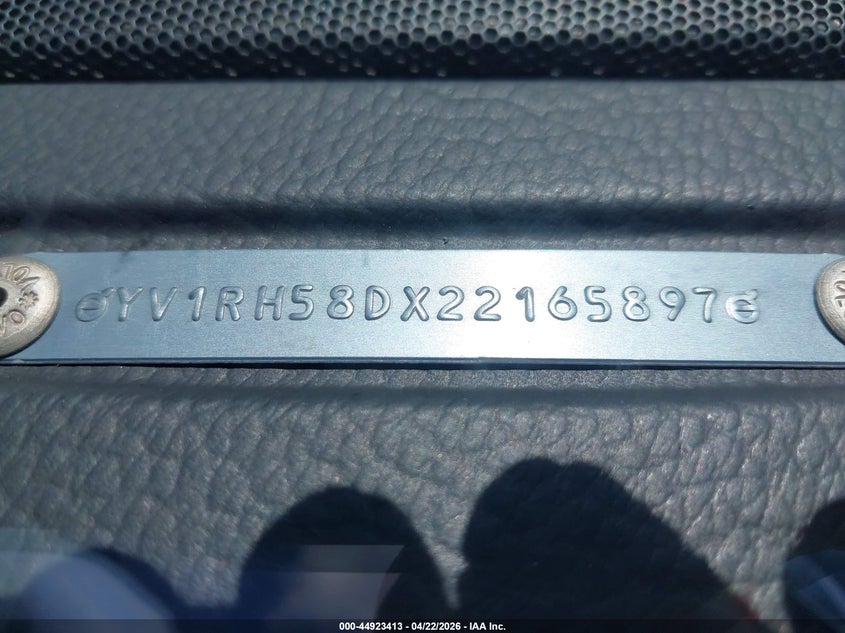 YV1RH58DX22165897
000-44923413 - 04/22/2026 - IAA Inc.